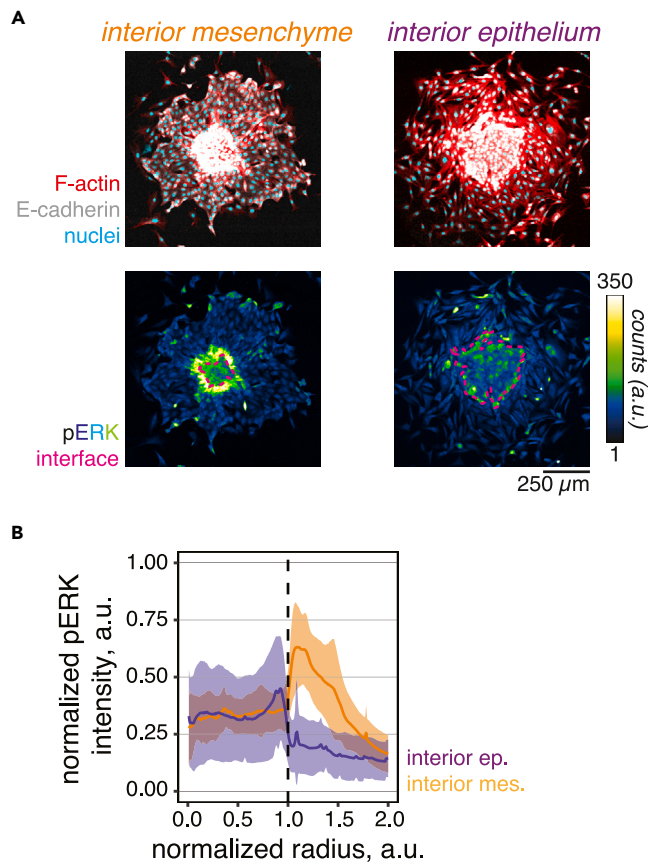 A
interior mesenchyme
interior epithelium
F-actin
E-cadherin
nuclei
pERK
interface
350
counts (a.u.)
1
250 µm
B
normalized pERK
intensity, a.u.
1.00
0.75
0.50
0.25
0.00
0.0
0.5
1.0
1.5
2.0
normalized radius, a.u.
interior ep.
interior mes.